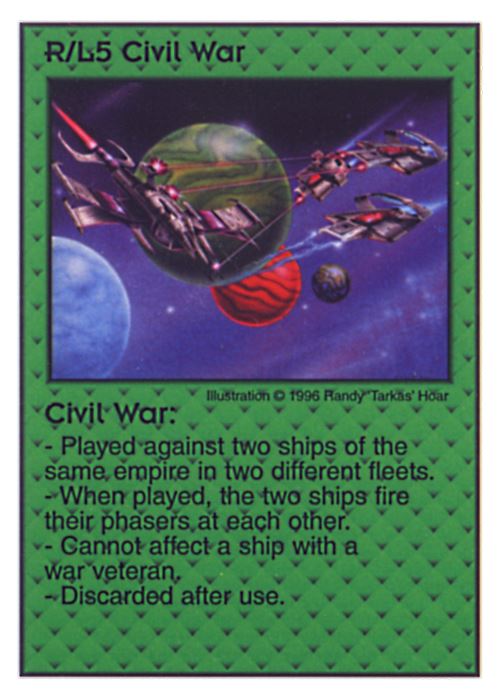 R/L5 Civil War
Illustration © 1996 Randy 'Tarkas' Hoar
Civil War:
- Played against two ships of the
same empire in two different fleets.
- When played, the two ships fire
their phasers at each other.
- Cannot affect a ship with a
war veteran.
- Discarded after use.